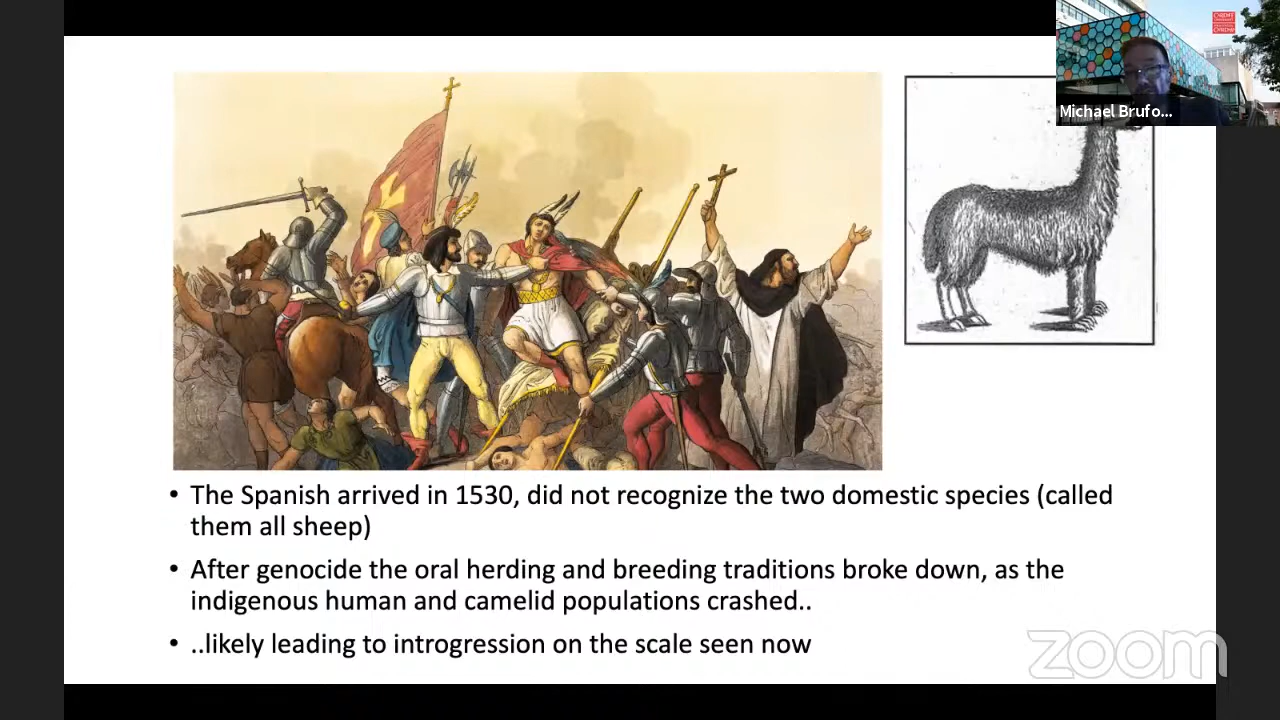 Michael Brufo...
• The Spanish arrived in 1530, did not recognize the two domestic species (called
them all sheep)
• After genocide the oral herding and breeding traditions broke down, as the
indigenous human and camelid populations crashed..
• ..likely leading to introgression on the scale seen now
zoom